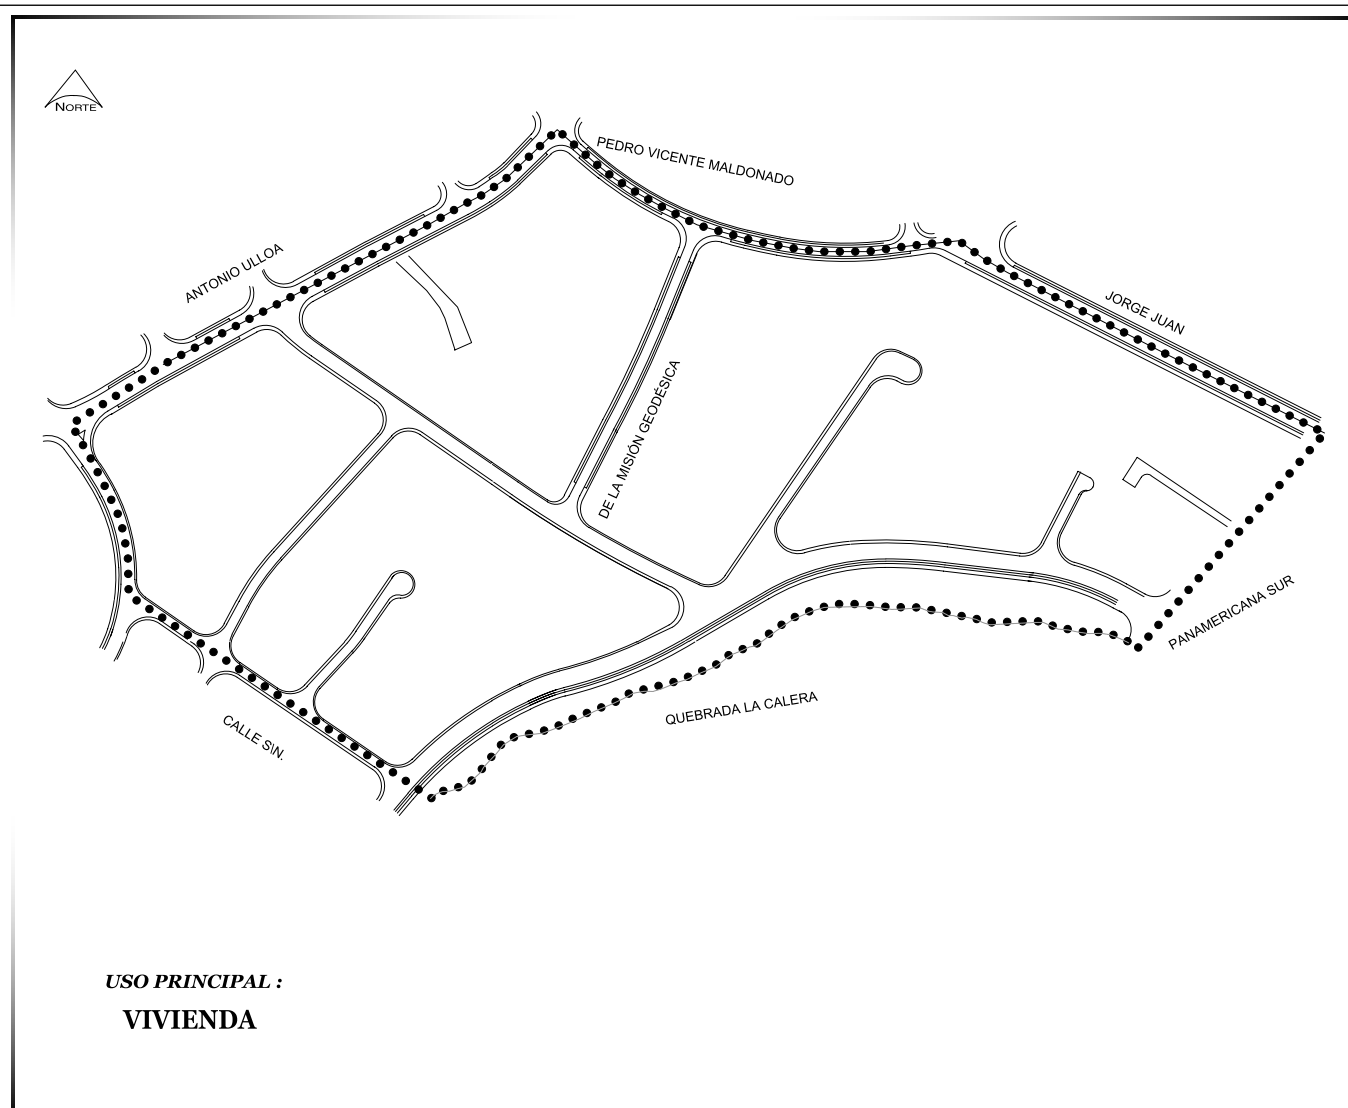 NORTE
PEDRO VICENTE MALDONADO
ANTONIO ULLOA
JORGE JUAN
DE LA MISIÓN GEODÉSICA
PANAMERICANA SUR
QUEBRADA LA CALERA
CALLE S\N.
USO PRINCIPAL :
VIVIENDA